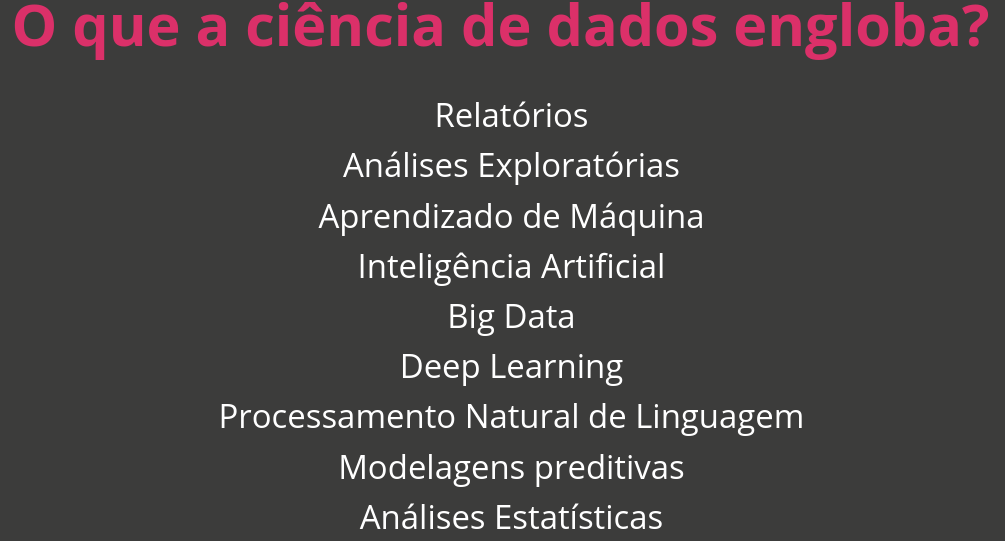 O que a ciência de dados engloba?
Relatórios
Análises Exploratórias
Aprendizado de Máquina
Inteligência Artificial
Big Data
Deep Learning
Processamento Natural de Linguagem
Modelagens preditivas
Análises Estatísticas